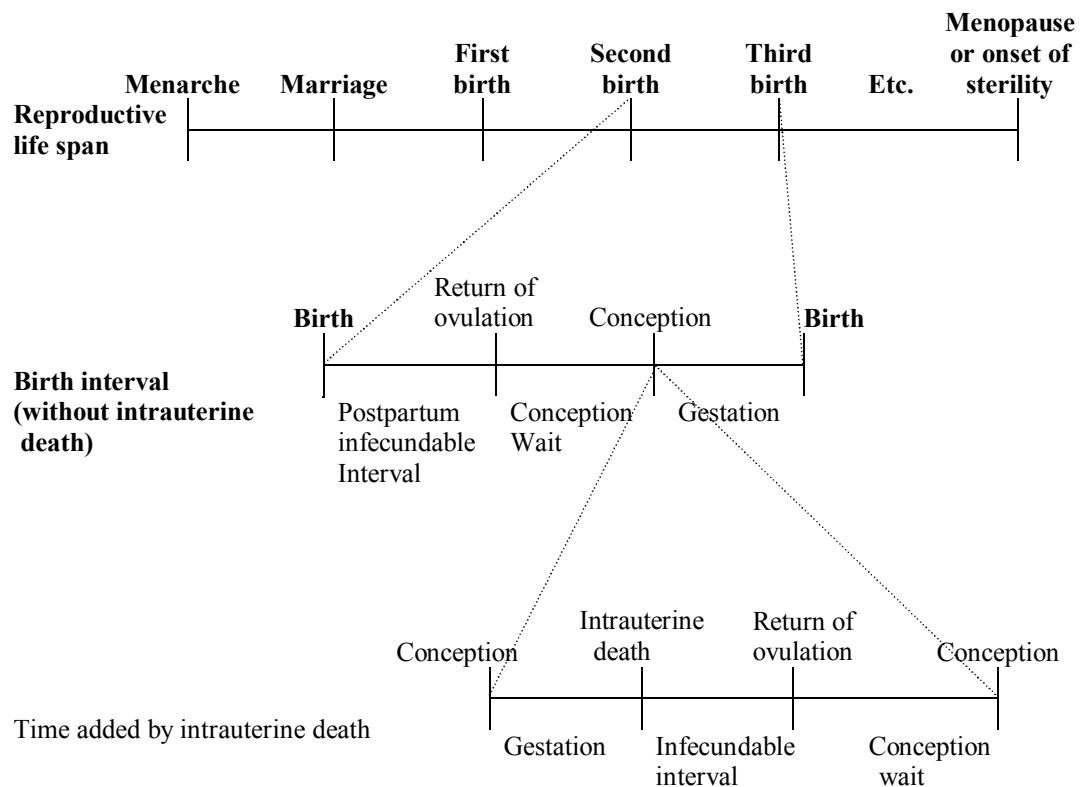 Menopause
or onset of
sterility
First
birth
Second
birth
Third
birth
Etc.
Menarche
Marriage
Reproductive
life span
Return of
ovulation
Birth
Conception
Birth
Birth interval
(without intrauterine
death)
Postpartum
infecundable
Interval
Conception
Wait
Gestation
Intrauterine
death
Return of
ovulation
Conception
Conception
Time added by intrauterine death
Gestation
Infecundable
interval
Conception
wait